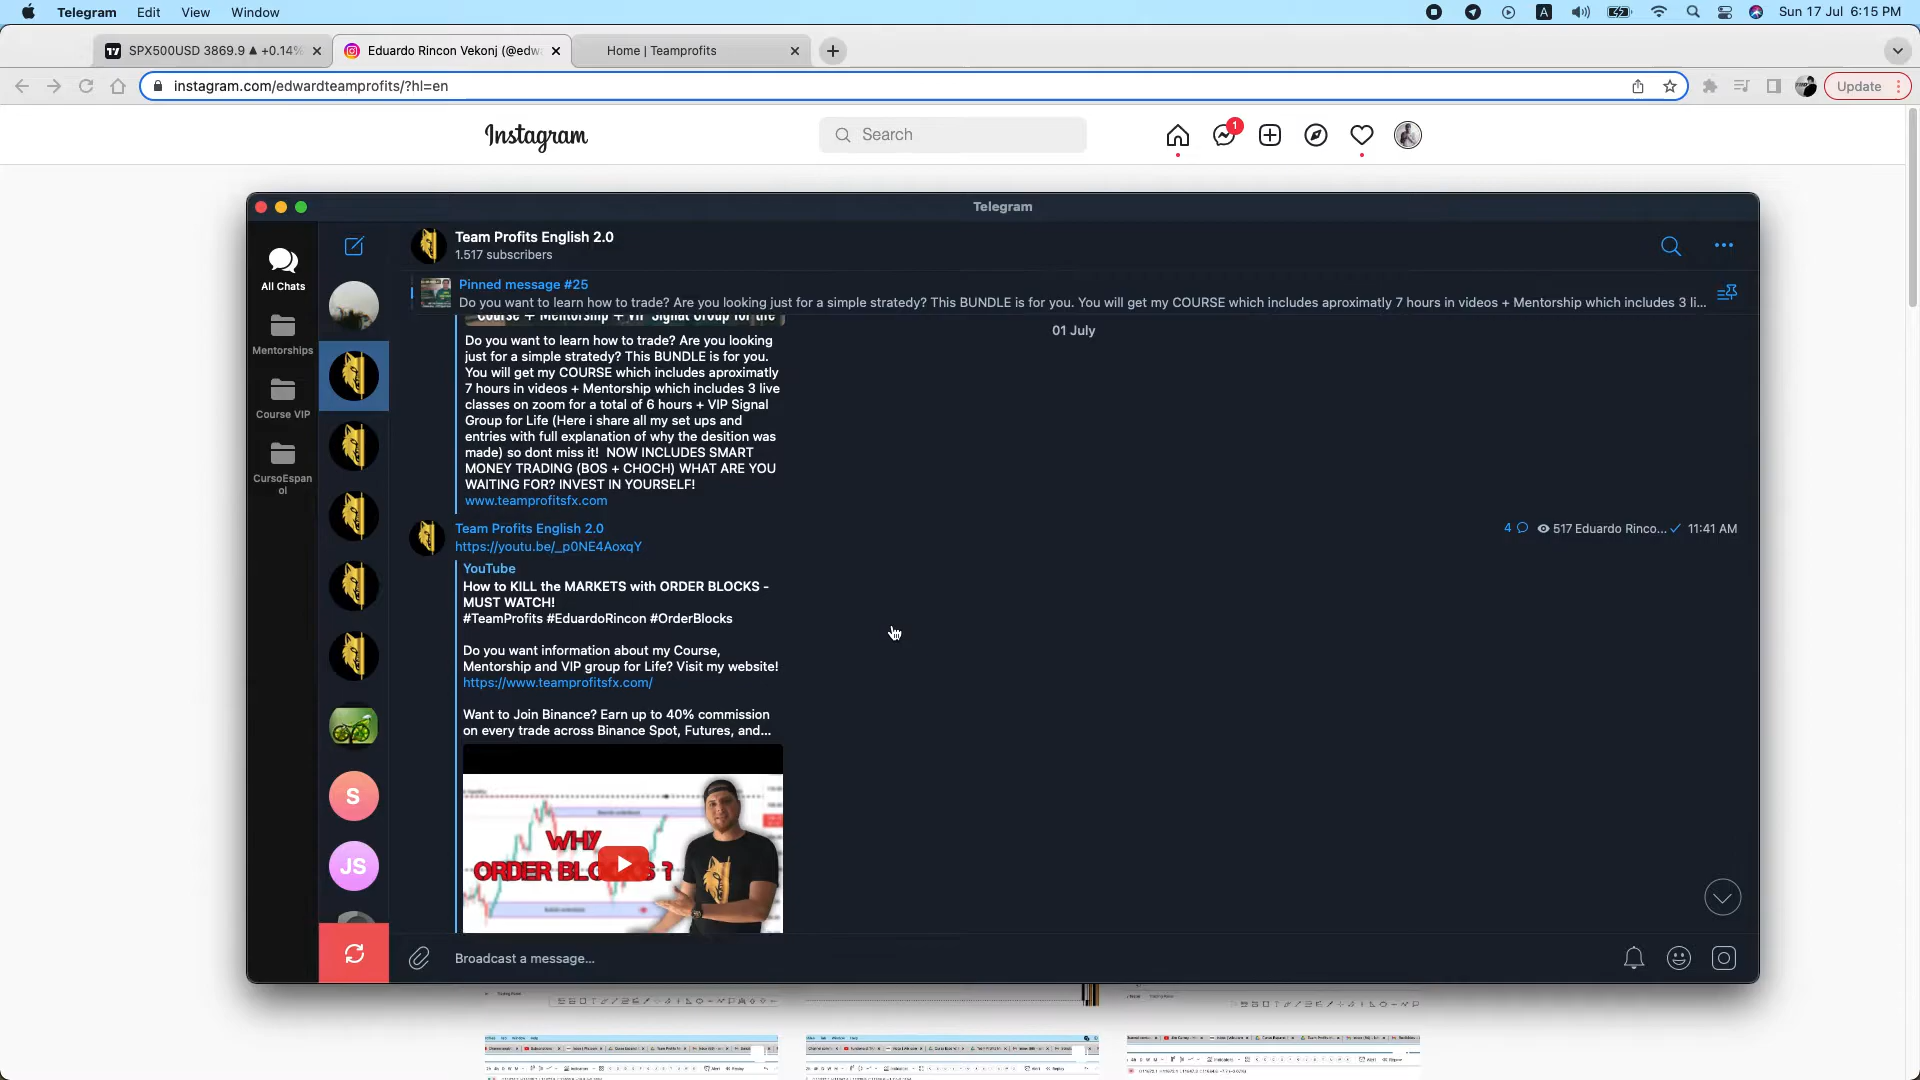 Telegram Edit View Window
A
Sun 17 Jul 6:15 PM
SPX500USD 3869.9 ▲ +0.14%
Eduardo Rincon Vekonj (@edw
Home | Teamprofits
instagram.com/edwardteamprofits/?hl=en
Update
Instagram
Search
1
Telegram
All Chats
Mentorships
Course VIP
CursoEspan
ol
S
JS
Team Profits English 2.0
1.517 subscribers
Pinned message #25
Do you want to learn how to trade? Are you looking just for a simple stratedy? This BUNDLE is for you. You will get my COURSE which includes aproximatly 7 hours in videos + Mentorship which includes 3 li...
Course + Mentorship + VIP Signal Group for life
01 July
Do you want to learn how to trade? Are you looking
just for a simple stratedy? This BUNDLE is for you.
You will get my COURSE which includes aproximatly
7 hours in videos + Mentorship which includes 3 live
classes on zoom for a total of 6 hours + VIP Signal
Group for Life (Here i share all my set ups and
entries with full explanation of why the desition was
made) so dont miss it! NOW INCLUDES SMART
MONEY TRADING (BOS + CHOCH) WHAT ARE YOU
WAITING FOR? INVEST IN YOURSELF!
www.teamprofitsfx.com
Team Profits English 2.0
4 517 Eduardo Rinco... 11:41 AM
https://youtu.be/_p0NE4AoxqY
YouTube
How to KILL the MARKETS with ORDER BLOCKS -
MUST WATCH!
#TeamProfits #EduardoRincon #OrderBlocks
Do you want information about my Course,
Mentorship and VIP group for Life? Visit my website!
https://www.teamprofitsfx.com/
Want to Join Binance? Earn up to 40% commission
on every trade across Binance Spot, Futures, and...
WHY
ORDER BLOCKS ?
Broadcast a message...